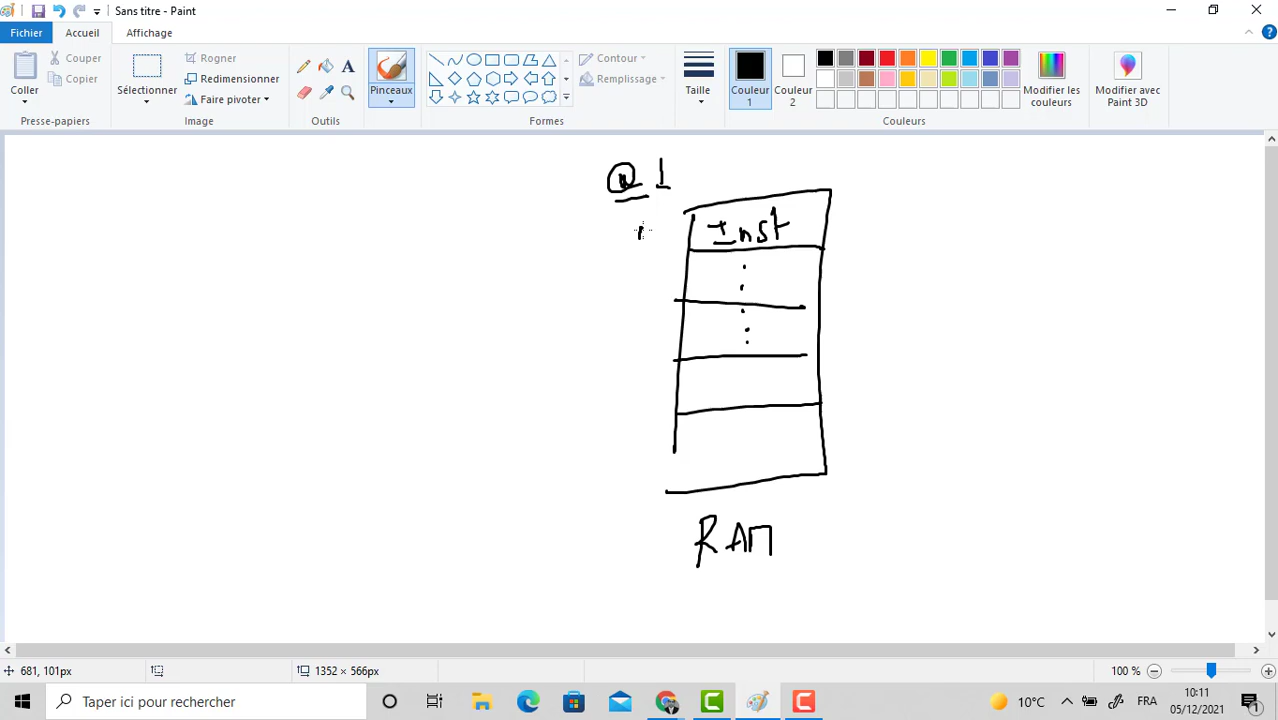 Sans titre - Paint
Fichier Accueil Affichage
Coller
Couper
Copier
Presse-papiers
Sélectionner
Rogner
Redimensionner
Faire pivoter
Image
A
Outils
Pinceaux
Contour
Remplissage
Formes
Taille
Couleur 1
Couleur 2
Modifier les couleurs
Couleurs
Modifier avec Paint 3D
@ 1
Inst
RAM
681, 101px
1352 × 566px
100 %
Taper ici pour rechercher
10°C
FRA
10:11
05/12/2021
1